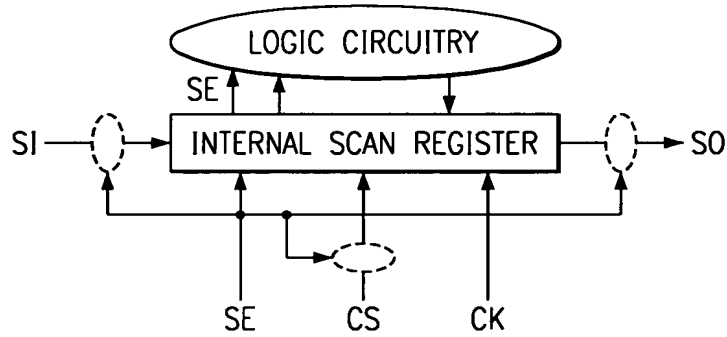 LOGIC CIRCUITRY
SE
SI
INTERNAL SCAN REGISTER
SO
SE
CS
CK